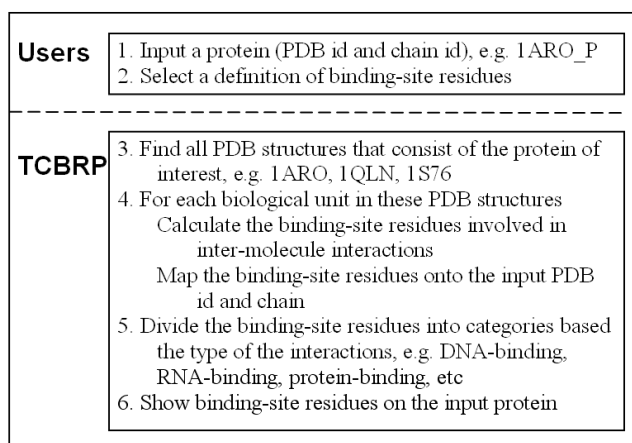 Users
1. Input a protein (PDB id and chain id), e.g. 1ARO_P
2. Select a definition of binding-site residues
TCBRP
3. Find all PDB structures that consist of the protein of
interest, e.g. 1ARO, 1QLN, 1S76
4. For each biological unit in these PDB structures
Calculate the binding-site residues involved in
inter-molecule interactions
Map the binding-site residues onto the input PDB
id and chain
5. Divide the binding-site residues into categories based
the type of the interactions, e.g. DNA-binding,
RNA-binding, protein-binding, etc
6. Show binding-site residues on the input protein